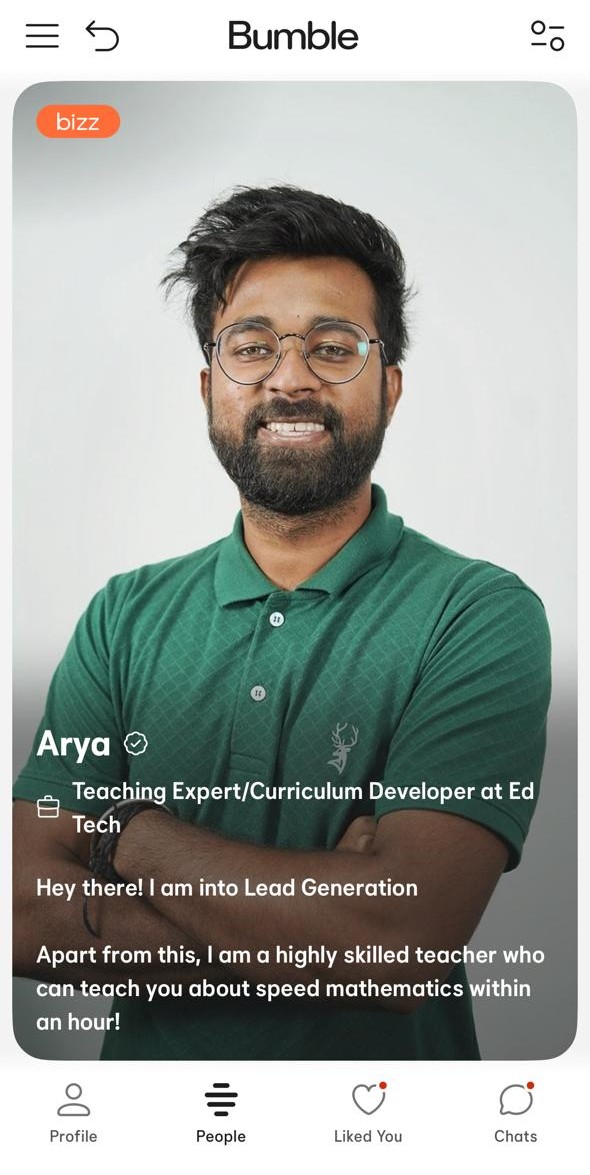 Bumble
bizz
Arya
Teaching Expert/Curriculum Developer at Ed
Tech
Hey there! I am into Lead Generation
Apart from this, I am a highly skilled teacher who
can teach you about speed mathematics within
an hour!
Profile
People
Liked You
Chats